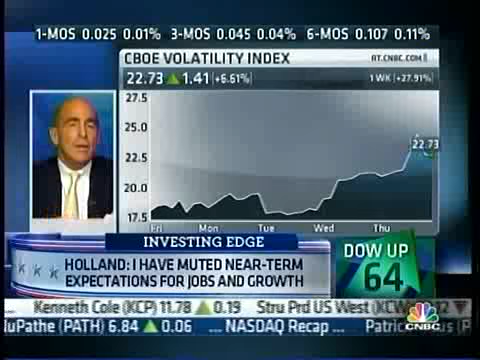 1-MOS 0.025 0.01% 3-MOS 0.045 0.04% 6-MOS 0.107 0.11%
CBOE VOLATILITY INDEX
RT.CNBC.COM
22.73 ▲ 1.41 (+6.61%)
1 WK (+27.91%)
27.5
25.0
22.73
22.5
20.0
17.5
Fri Mon Tue Wed Thu
INVESTING EDGE
HOLLAND: I HAVE MUTED NEAR-TERM
EXPECTATIONS FOR JOBS AND GROWTH
DOW UP
64
Kenneth Cole (KCP) 11.78 ▲ 0.19 Stru Prd US West (KCW
NuPathe (PATH) 6.84 ▲ 0.06 NASDAQ Recap ... Patric
CNBC